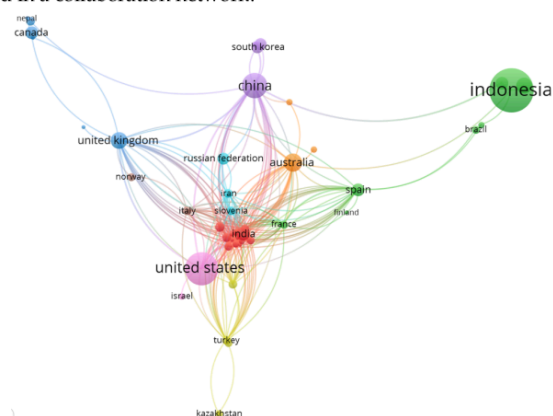 d in a collaboration network.
nepal
canada
south korea
china
indonesia
brazil
united kingdom
russian federation
australia
norway
iran
spain
italy
slovenia
finland
france
india
united states
israel
turkey
kazakhstan